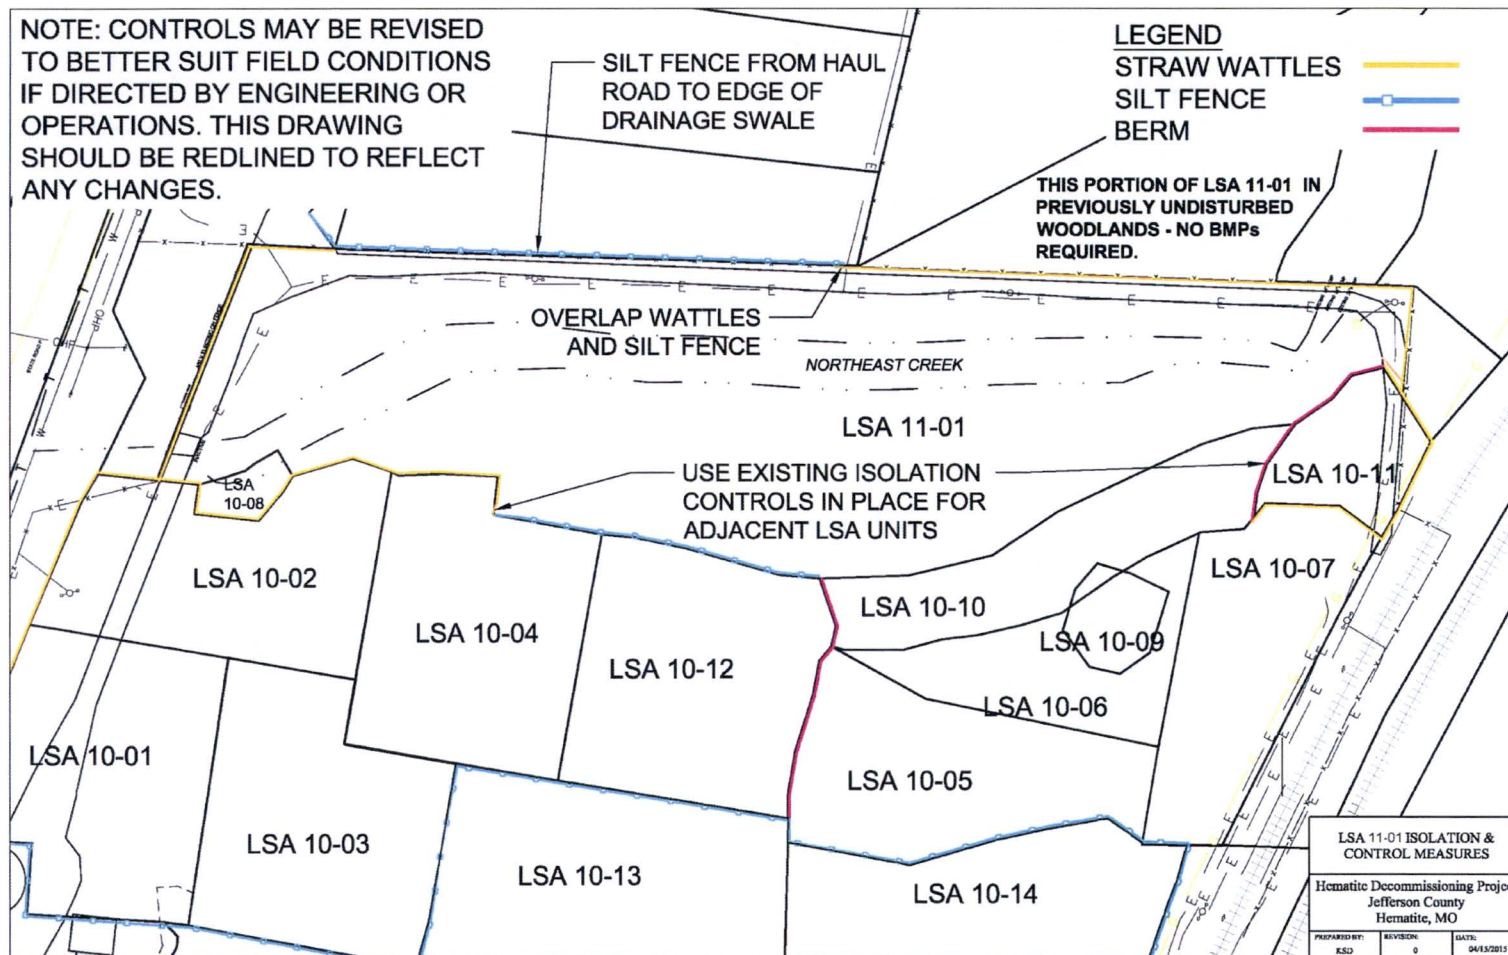 NOTE: CONTROLS MAY BE REVISED
TO BETTER SUIT FIELD CONDITIONS
IF DIRECTED BY ENGINEERING OR
OPERATIONS. THIS DRAWING
SHOULD BE REDLINED TO REFLECT
ANY CHANGES.
SILT FENCE FROM HAUL
ROAD TO EDGE OF
DRAINAGE SWALE
LEGEND
STRAW WATTLES
SILT FENCE
BERM
THIS PORTION OF LSA 11-01 IN
PREVIOUSLY UNDISTURBED
WOODLANDS - NO BMPs
REQUIRED.
OVERLAP WATTLES
AND SILT FENCE
NORTHEAST CREEK
LSA 11-01
USE EXISTING ISOLATION
CONTROLS IN PLACE FOR
ADJACENT LSA UNITS
LSA 10-11
LSA
10-08
LSA 10-02
LSA 10-04
LSA 10-12
LSA 10-10
LSA 10-09
LSA 10-07
LSA 10-06
LSA 10-01
LSA 10-05
LSA 10-03
LSA 10-13
LSA 10-14
OHP
OHP
LSA 11-01 ISOLATION &
CONTROL MEASURES
Hematite Decommissioning Projec
Jefferson County
Hematite, MO
PREPARED BY: REVISION: DATE:
KSD 0 04/13/2015